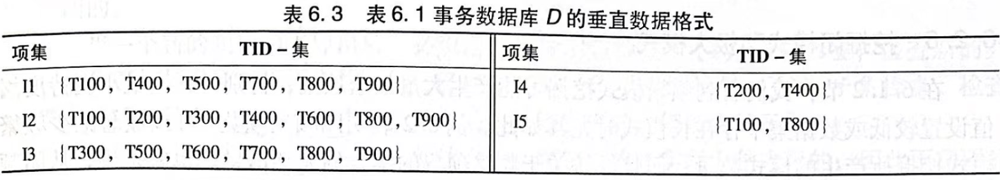 表 6.3 表 6.1 事务数据库 D 的垂直数据格式
项集 TID-集 项集 TID-集
I1 {T100, T400, T500, T700, T800, T900} I4 {T200, T400}
I2 {T100, T200, T300, T400, T600, T800, T900} I5 {T100, T800}
I3 {T300, T500, T600, T700, T800, T900}